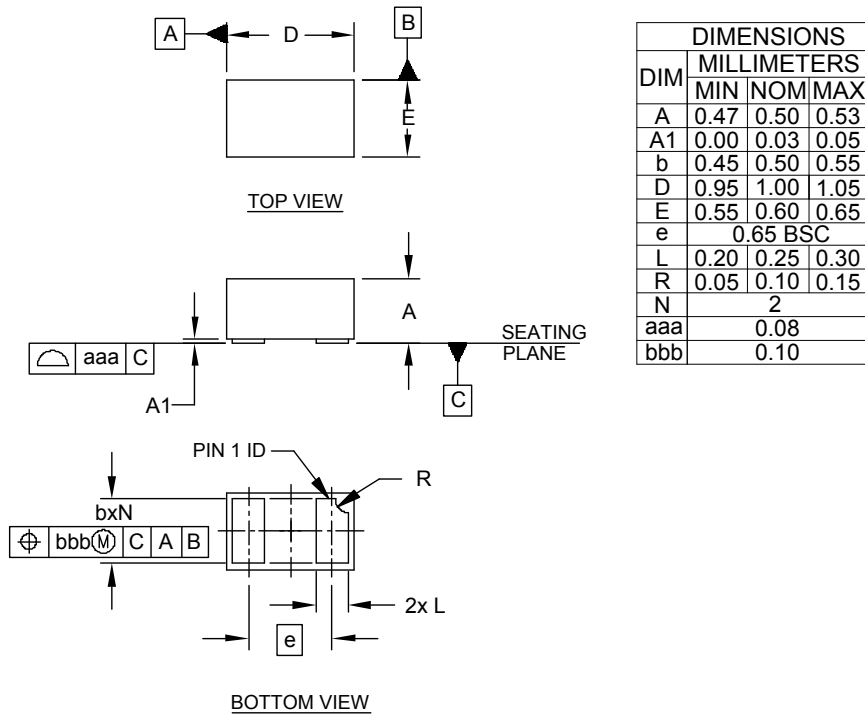 A D B
E
TOP VIEW
A
SEATING
PLANE
aaa C
A1
C
PIN 1 ID
R
bxN
bbb Ⓜ C A B
2x L
e
BOTTOM VIEW
DIMENSIONS
DIM MILLIMETERS
MIN NOM MAX
A 0.47 0.50 0.53
A1 0.00 0.03 0.05
b 0.45 0.50 0.55
D 0.95 1.00 1.05
E 0.55 0.60 0.65
e 0.65 BSC
L 0.20 0.25 0.30
R 0.05 0.10 0.15
N 2
aaa 0.08
bbb 0.10